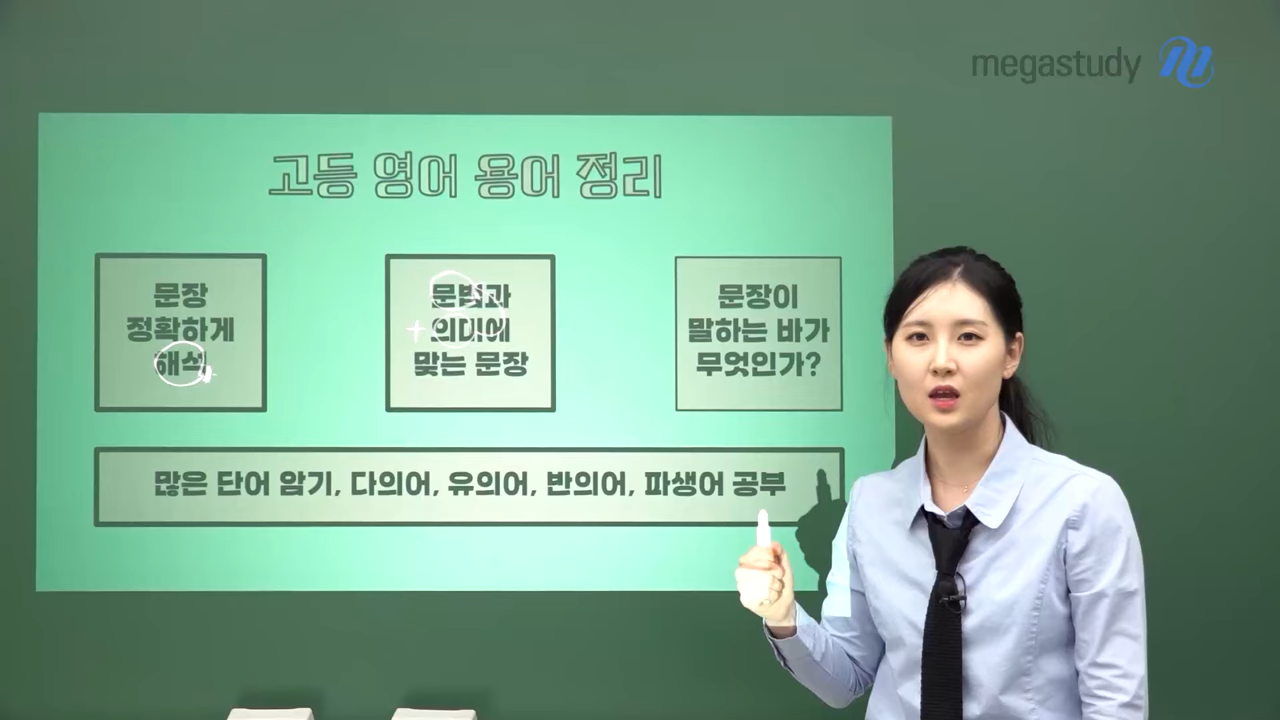 megastudy
고등 영어 용어 정리
문장
정확하게
해석
문법과
의미에
맞는 문장
문장이
말하는 바가
무엇인가?
많은 단어 암기, 다의어, 유의어, 반의어, 파생어 공부